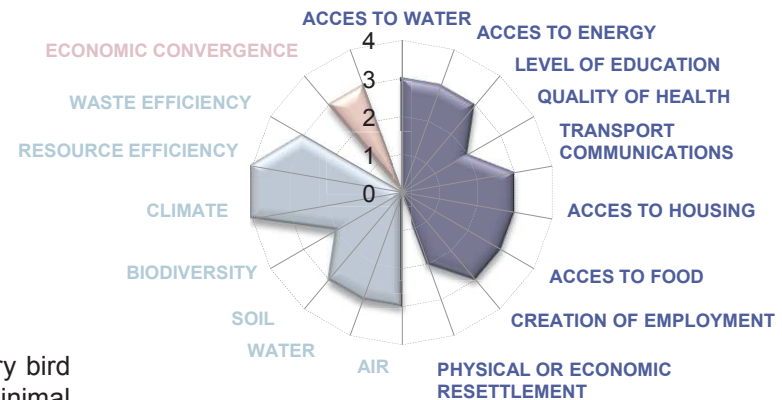 ACCES TO WATER
ACCES TO ENERGY
LEVEL OF EDUCATION
QUALITY OF HEALTH
TRANSPORT
COMMUNICATIONS
ACCES TO HOUSING
ACCES TO FOOD
CREATION OF EMPLOYMENT
PHYSICAL OR ECONOMIC
RESETTLEMENT
AIR
WATER
SOIL
BIODIVERSITY
CLIMATE
RESOURCE EFFICIENCY
WASTE EFFICIENCY
ECONOMIC CONVERGENCE
4
3
2
1
0
bird